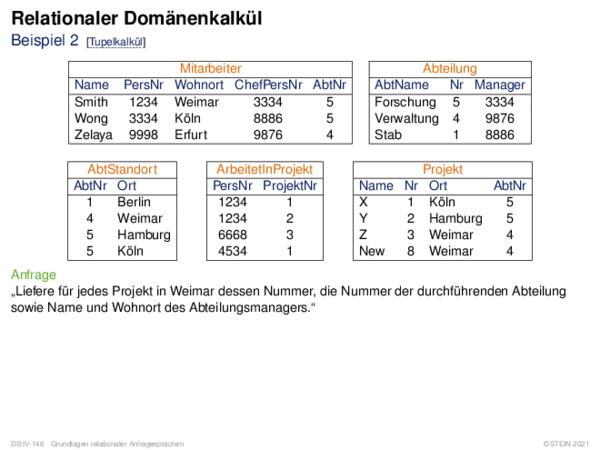 Relationaler Domänenkalkül
Beispiel 2 [Tupelkalkül]
Mitarbeiter
Name PersNr Wohnort ChefPersNr AbtNr
Smith 1234 Weimar 3334 5
Wong 3334 Köln 8886 5
Zelaya 9998 Erfurt 9876 4
Abteilung
AbtName Nr Manager
Forschung 5 3334
Verwaltung 4 9876
Stab 1 8886
AbtStandort
AbtNr Ort
1 Berlin
4 Weimar
5 Hamburg
5 Köln
ArbeitetInProjekt
PersNr ProjektNr
1234 1
1234 2
6668 3
4534 1
Projekt
Name Nr Ort AbtNr
X 1 Köln 5
Y 2 Hamburg 5
Z 3 Weimar 4
New 8 Weimar 4
Anfrage
„Liefere für jedes Projekt in Weimar dessen Nummer, die Nummer der durchführenden Abteilung
sowie Name und Wohnort des Abteilungsmanagers.“
DB:IV-146 Grundlagen relationaler Anfragesprachen
©STEIN 2021